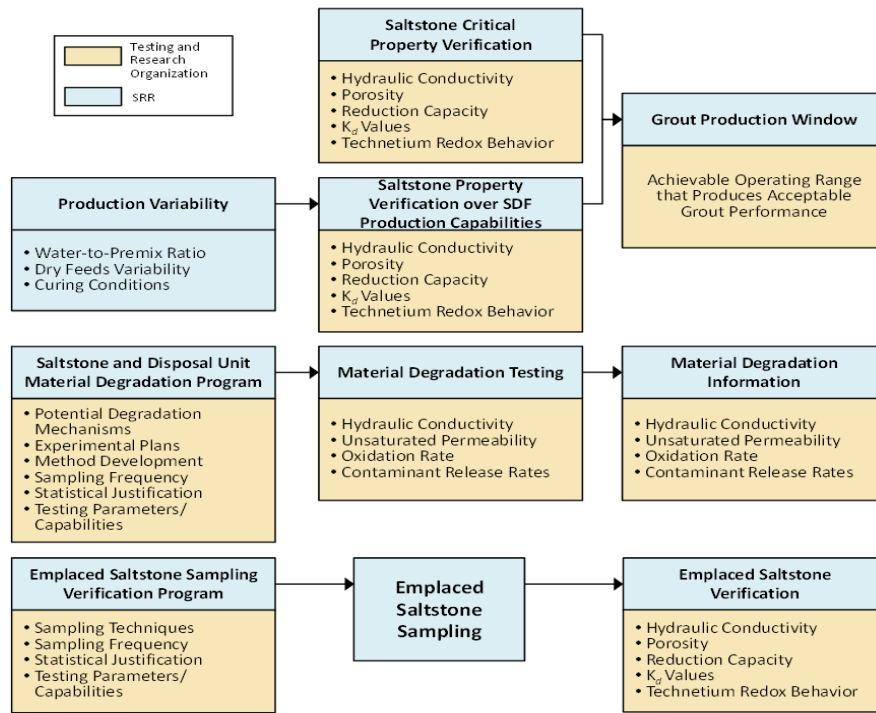 Testing and
Research
Organization
SRR
Saltstone Critical
Property Verification
• Hydraulic Conductivity
• Porosity
• Reduction Capacity
• Kd Values
• Technetium Redox Behavior
Grout Production Window
Achievable Operating Range
that Produces Acceptable
Grout Performance
Production Variability
• Water-to-Premix Ratio
• Dry Feeds Variability
• Curing Conditions
Saltstone Property
Verification over SDF
Production Capabilities
• Hydraulic Conductivity
• Porosity
• Reduction Capacity
• Kd Values
• Technetium Redox Behavior
Saltstone and Disposal Unit
Material Degradation Program
• Potential Degradation
Mechanisms
• Experimental Plans
• Method Development
• Sampling Frequency
• Statistical Justification
• Testing Parameters/
Capabilities
Material Degradation Testing
• Hydraulic Conductivity
• Unsaturated Permeability
• Oxidation Rate
• Contaminant Release Rates
Material Degradation
Information
• Hydraulic Conductivity
• Unsaturated Permeability
• Oxidation Rate
• Contaminant Release Rates
Emplaced Saltstone Sampling
Verification Program
• Sampling Techniques
• Sampling Frequency
• Statistical Justification
• Testing Parameters/
Capabilities
Emplaced
Saltstone
Sampling
Emplaced Saltstone
Verification
• Hydraulic Conductivity
• Porosity
• Reduction Capacity
• Kd Values
• Technetium Redox Behavior